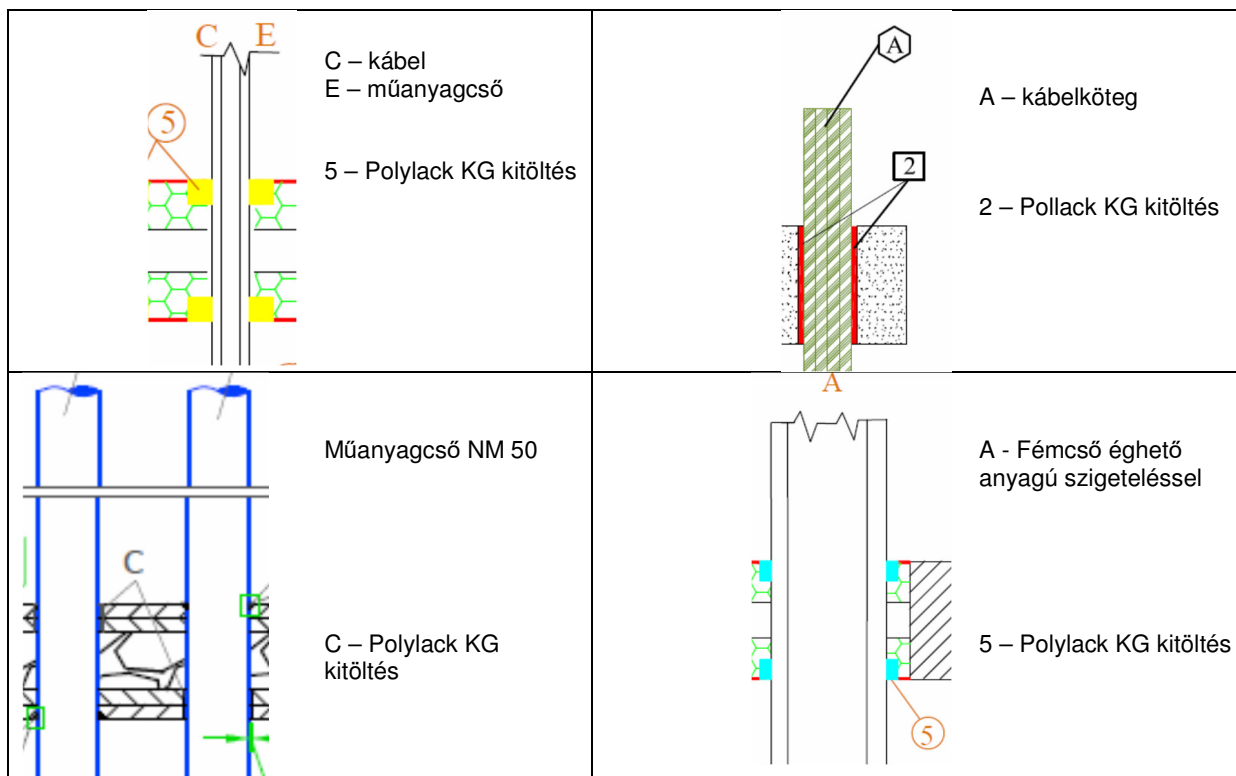 C E
C – kábel
E – műanyagcső
5
5 – Polylack KG kitöltés
A
A – kábelköteg
2
2 – Pollack KG kitöltés
Műanyagcső NM 50
C
C – Polylack KG
kitöltés
A
A - Fémcső éghető
anyagú szigeteléssel
5 – Polylack KG kitöltés
5